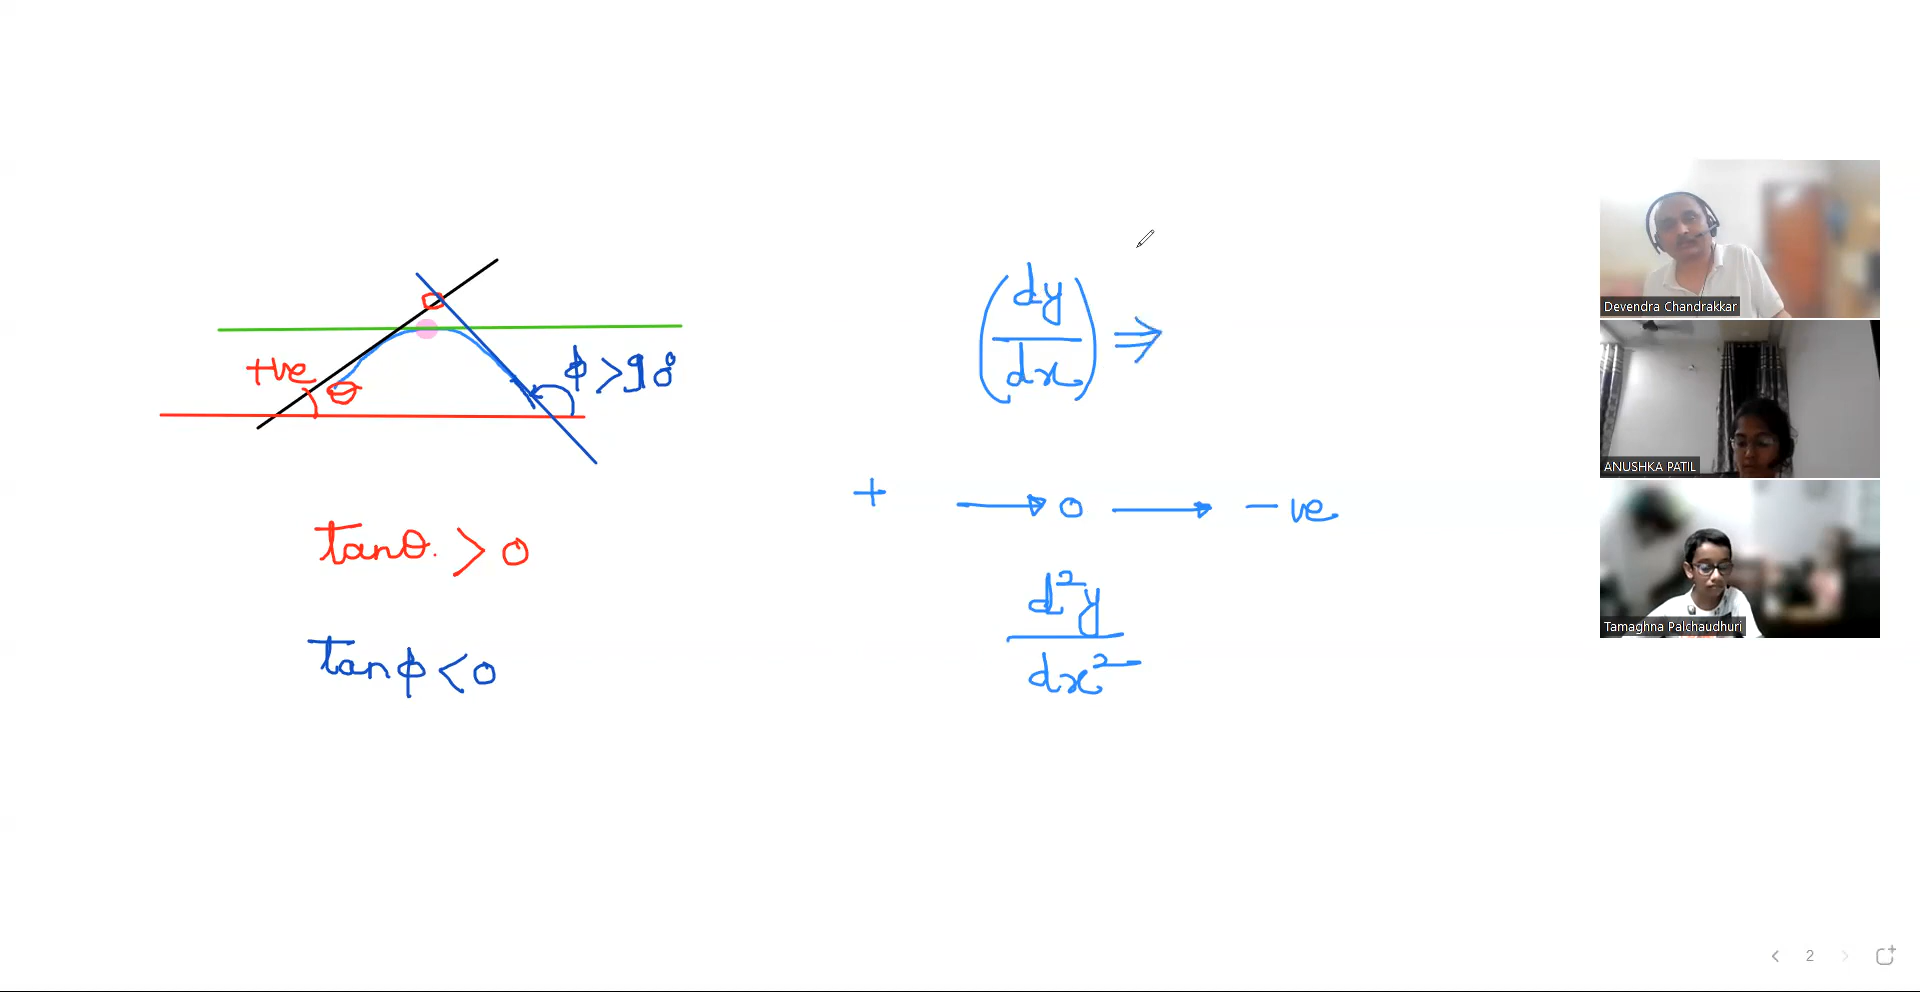 +ve
θ
ϕ > 90°
tanθ. > 0
tanϕ < 0
(dy/dx) ⇒
+ → 0 → -ve
d²y
dx²
Devendra Chandrakkar
ANUSHKA PATIL
Tamaghna Palchaudhuri
2